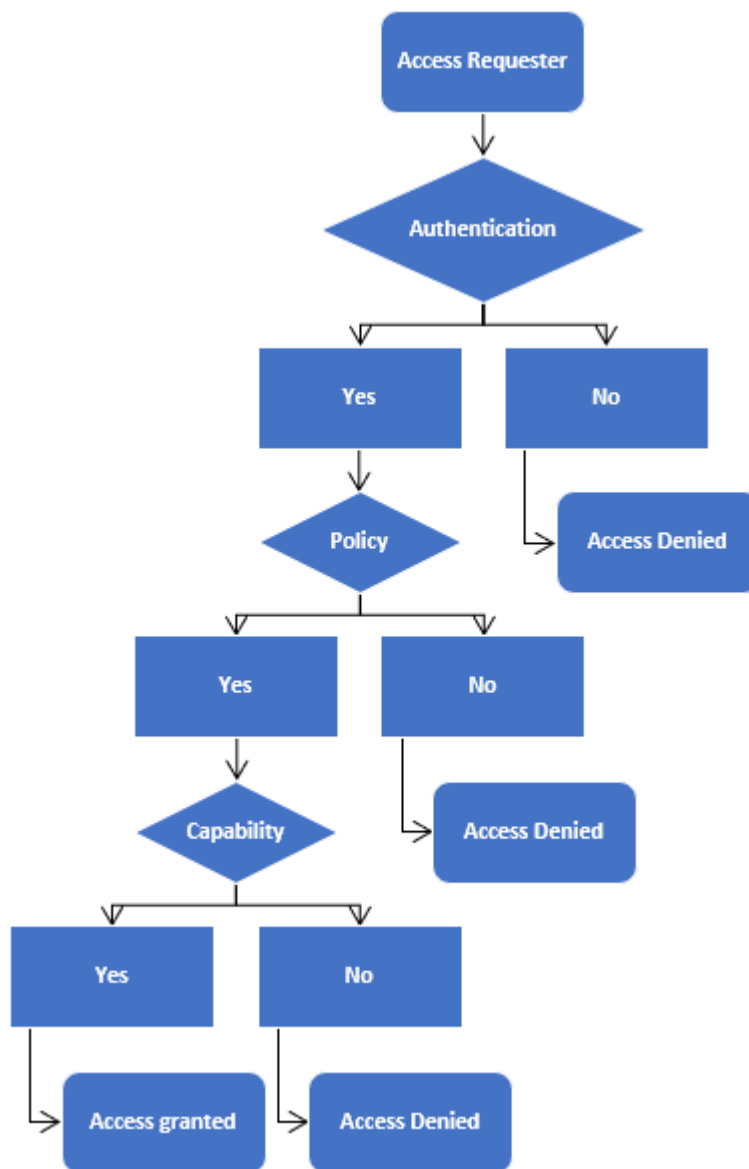 Access Requester
Authentication
Yes
No
Policy
Access Denied
Yes
No
Capability
Access Denied
Yes
No
Access granted
Access Denied